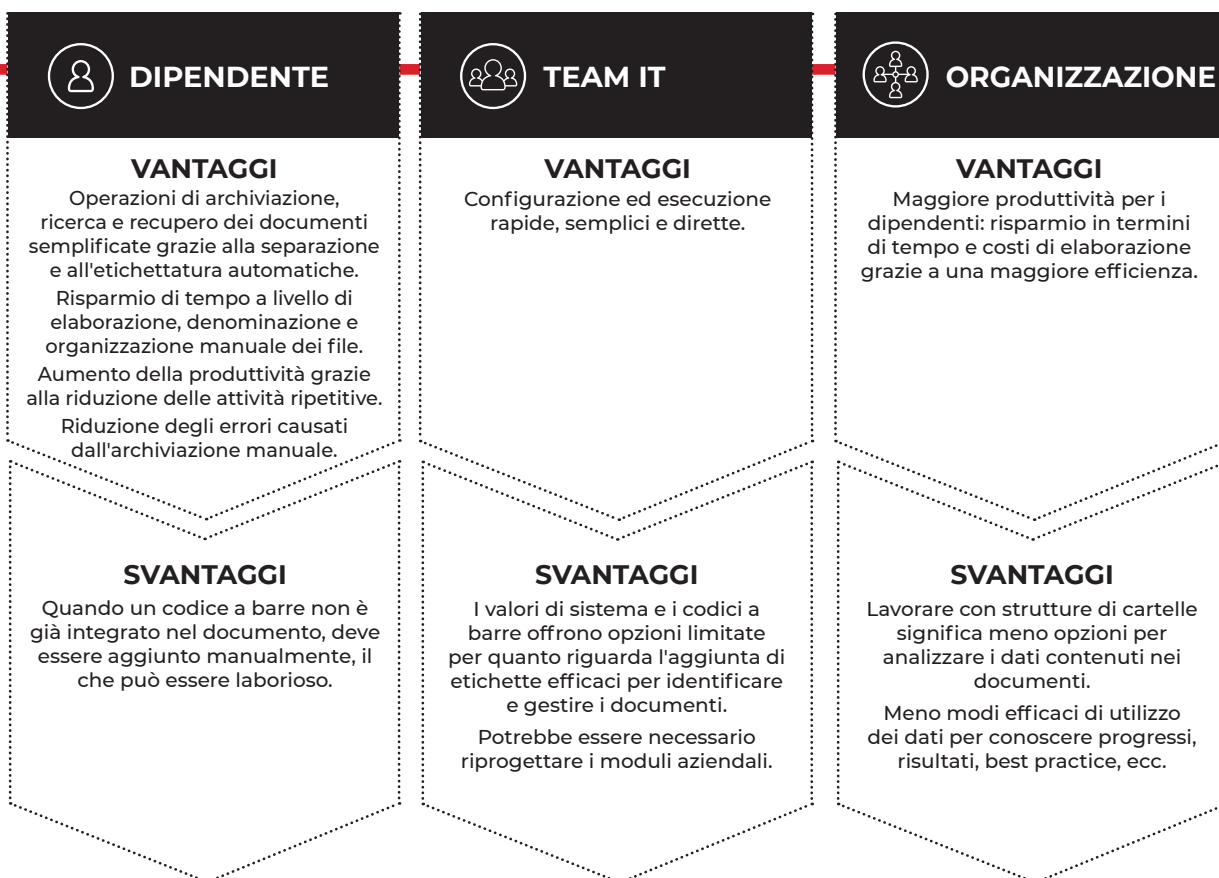 DIPENDENTE
VANTAGGI
Operazioni di archiviazione,
ricerca e recupero dei documenti
semplificate grazie alla separazione
e all'etichettatura automatiche.
Risparmio di tempo a livello di
elaborazione, denominazione e
organizzazione manuale dei file.
Aumento della produttività grazie
alla riduzione delle attività ripetitive.
Riduzione degli errori causati
dall'archiviazione manuale.
SVANTAGGI
Quando un codice a barre non è
già integrato nel documento, deve
essere aggiunto manualmente, il
che può essere laborioso.
TEAM IT
VANTAGGI
Configurazione ed esecuzione
rapide, semplici e dirette.
SVANTAGGI
I valori di sistema e i codici a
barre offrono opzioni limitate
per quanto riguarda l'aggiunta di
etichette efficaci per identificare
e gestire i documenti.
Potrebbe essere necessario
riprogettare i moduli aziendali.
ORGANIZZAZIONE
VANTAGGI
Maggiore produttività per i
dipendenti: risparmio in termini
di tempo e costi di elaborazione
grazie a una maggiore efficienza.
SVANTAGGI
Lavorare con strutture di cartelle
significa meno opzioni per
analizzare i dati contenuti nei
documenti.
Meno modi efficaci di utilizzo
dei dati per conoscere progressi,
risultati, best practice, ecc.